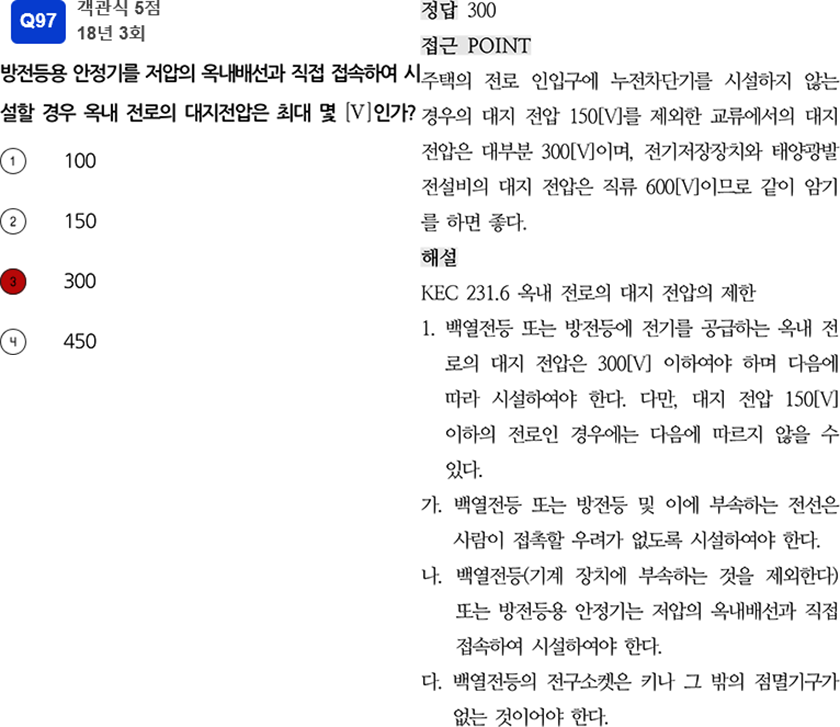 Q97
객관식 5점
18년 3회
방전등용 안정기를 저압의 옥내배선과 직접 접속하여 시
설할 경우 옥내 전로의 대지전압은 최대 몇 [V]인가?
1 100
2 150
3 300
4 450
정답 300
접근 POINT
주택의 전로 인입구에 누전차단기를 시설하지 않는
경우의 대지 전압 150[V]를 제외한 교류에서의 대지
전압은 대부분 300[V]이며, 전기저장장치와 태양광발
전설비의 대지 전압은 직류 600[V]이므로 같이 암기
를 하면 좋다.
해설
KEC 231.6 옥내 전로의 대지 전압의 제한
1. 백열전등 또는 방전등에 전기를 공급하는 옥내 전
로의 대지 전압은 300[V] 이하여야 하며 다음에
따라 시설하여야 한다. 다만, 대지 전압 150[V]
이하의 전로인 경우에는 다음에 따르지 않을 수
있다.
가. 백열전등 또는 방전등 및 이에 부속하는 전선은
사람이 접촉할 우려가 없도록 시설하여야 한다.
나. 백열전등(기계 장치에 부속하는 것을 제외한다)
또는 방전등용 안정기는 저압의 옥내배선과 직접
접속하여 시설하여야 한다.
다. 백열전등의 전구소켓은 키나 그 밖의 점멸기구가
없는 것이어야 한다.